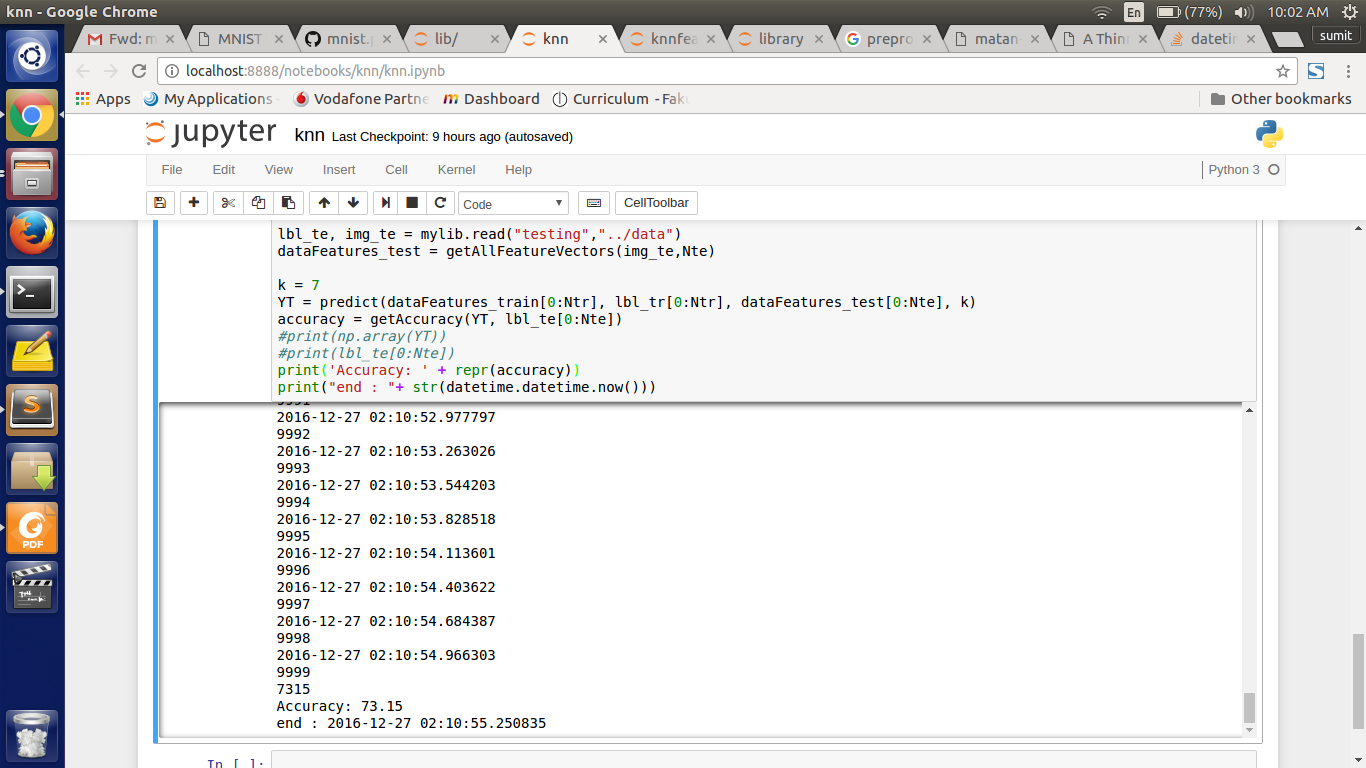 knn - Google Chrome
En
(77%)
10:02 AM
Fwd: m
MNIST
mnist.
lib/
knn
knnfea
library
prepro
matan
A Thin
datetir
sumit
localhost:8888/notebooks/knn/knn.ipynb
Apps
My Applications
Vodafone Partne
Dashboard
Curriculum - Fak
Other bookmarks
jupyter
knn Last Checkpoint: 9 hours ago (autosaved)
File Edit View Insert Cell Kernel Help
Python 3
Code
CellToolbar
lbl_te, img_te = mylib.read("testing","../data")
dataFeatures_test = getAllFeatureVectors(img_te,Nte)
k = 7
YT = predict(dataFeatures_train[0:Ntr], lbl_tr[0:Ntr], dataFeatures_test[0:Nte], k)
accuracy = getAccuracy(YT, lbl_te[0:Nte])
#print(np.array(YT))
#print(lbl_te[0:Nte])
print('Accuracy: ' + repr(accuracy))
print("end : "+ str(datetime.datetime.now()))
9991
2016-12-27 02:10:52.977797
9992
2016-12-27 02:10:53.263026
9993
2016-12-27 02:10:53.544203
9994
2016-12-27 02:10:53.828518
9995
2016-12-27 02:10:54.113601
9996
2016-12-27 02:10:54.403622
9997
2016-12-27 02:10:54.684387
9998
2016-12-27 02:10:54.966303
9999
7315
Accuracy: 73.15
end : 2016-12-27 02:10:55.250835
In [ ]:
PDF